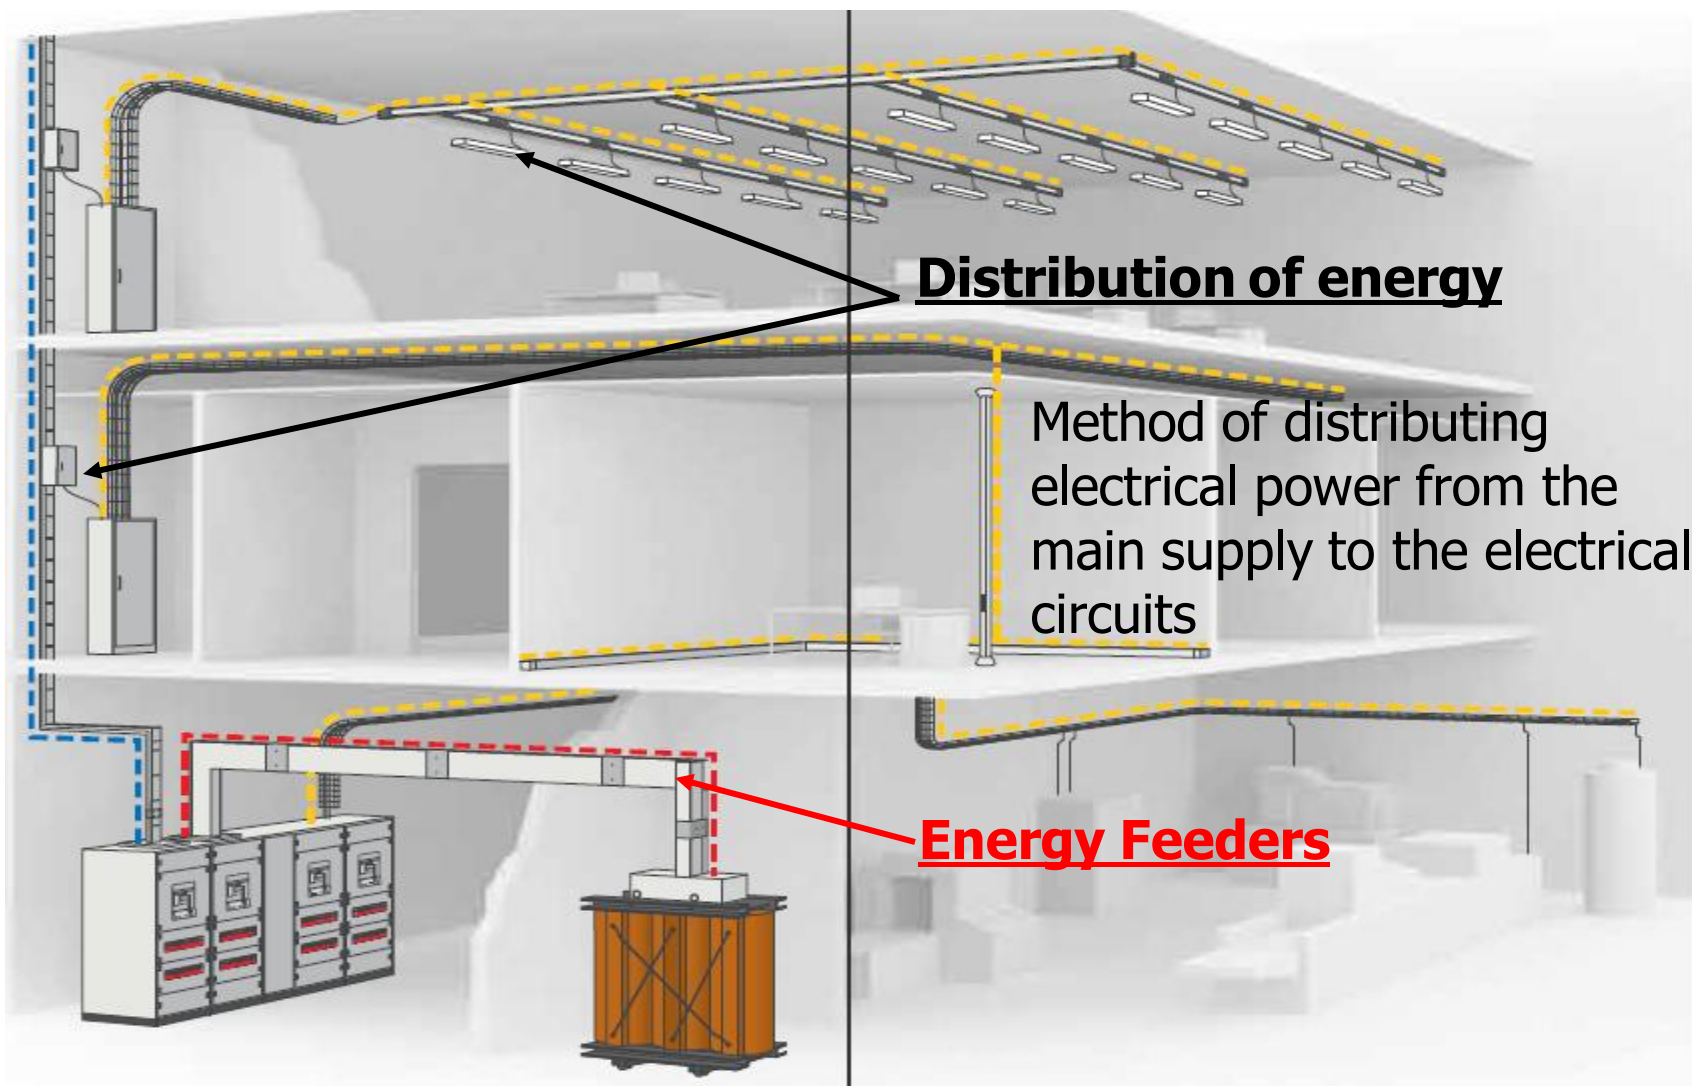 Distribution of energy
Method of distributing
electrical power from the
main supply to the electrical
circuits
Energy Feeders